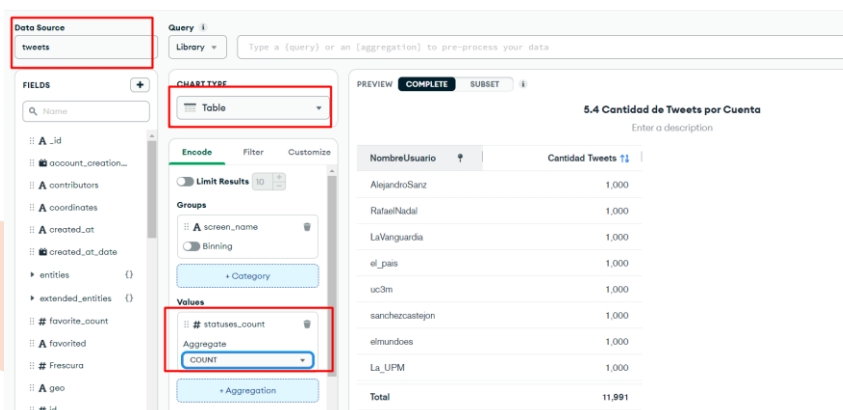 Data Source
tweets
Query i
Library
Type a {query} or an [aggregation] to pre-process your data
FIELDS
+
Name
A _id
account_creation...
A contributors
A coordinates
A created_at
created_at_date
entities {}
extended_entities {}
# favorite_count
A favorited
# Frescura
A geo
# id
CHART TYPE
Table
Encode Filter Customize
Limit Results 10
Groups
A screen_name
Binning
+ Category
Values
# statuses_count
Aggregate
COUNT
+ Aggregation
PREVIEW COMPLETE SUBSET i
5.4 Cantidad de Tweets por Cuenta
Enter a description
NombreUsuario Cantidad Tweets
AlejandroSanz 1,000
RafaelNadal 1,000
LaVanguardia 1,000
el_pais 1,000
uc3m 1,000
sanchezcastejon 1,000
elmundoes 1,000
La_UPM 1,000
Total 11,991